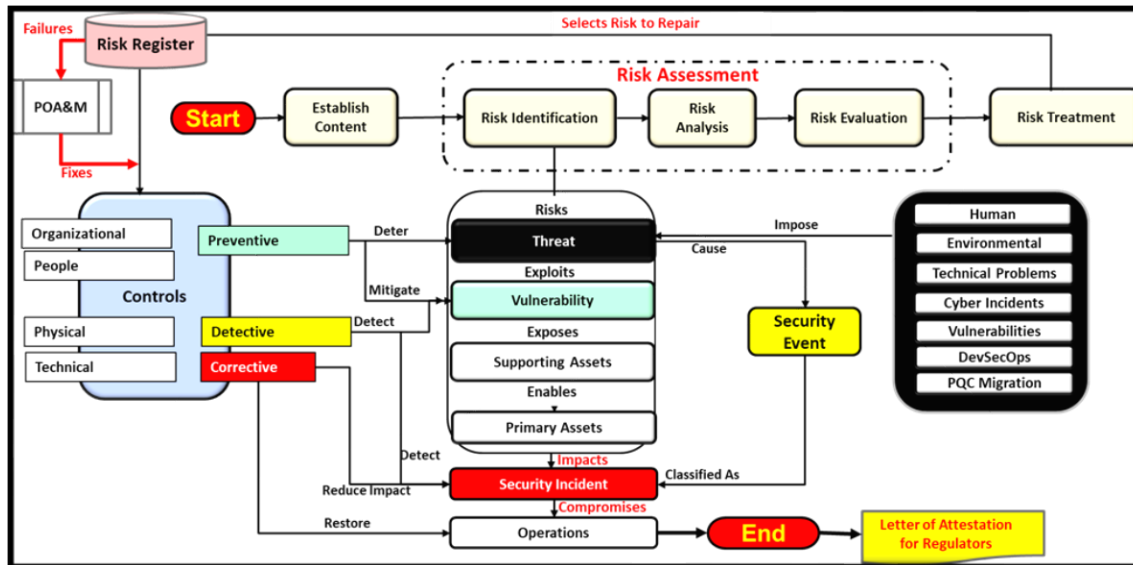 Failures
Selects Risk to Repair
Risk Register
Risk Assessment
POA&M
Start
Establish
Content
Risk Identification
Risk
Analysis
Risk Evaluation
Risk Treatment
Fixes
Risks
Human
Organizational
Preventive
Deter
Threat
Impose
Cause
Environmental
People
Exploits
Technical Problems
Controls
Mitigate
Vulnerability
Cyber Incidents
Physical
Detective
Detect
Exposes
Security
Event
Vulnerabilities
Technical
Corrective
Supporting Assets
DevSecOps
Enables
PQC Migration
Primary Assets
Detect
Impacts
Reduce Impact
Security Incident
Classified As
Compromises
Restore
Operations
End
Letter of Attestation
for Regulators